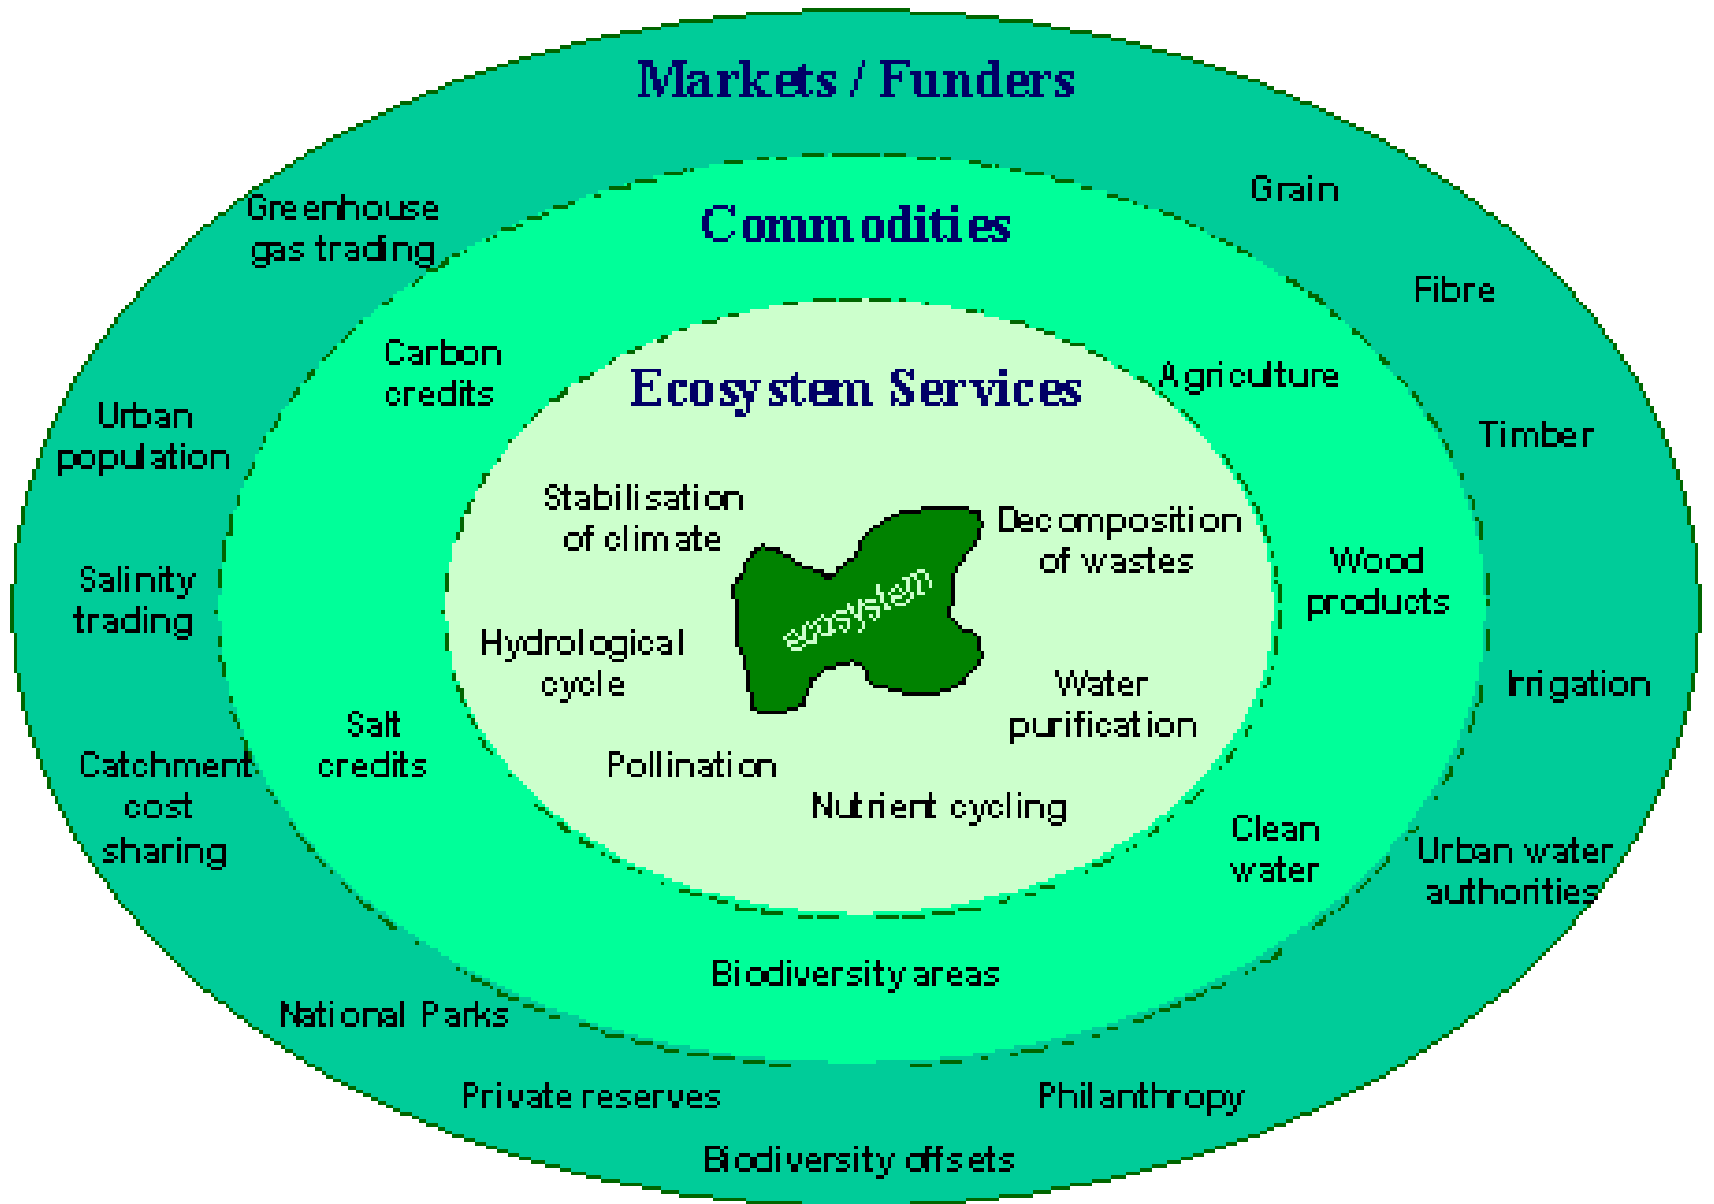 Markets / Funders
Grain
Greenhouse
gas trading
Commodities
Fibre
Carbon
credits
Agriculture
Ecosystem Services
Urban
population
Timber
Stabilisation
of climate
Decomposition
of wastes
ecosystem
Wood
products
Salinity
trading
Hydrological
cycle
Water
purification
Irrigation
Salt
credits
Catchment
cost
sharing
Pollination
Nutrient cycling
Clean
water
Urban water
authorities
Biodiversity areas
National Parks
Private reserves
Philanthropy
Biodiversity offsets